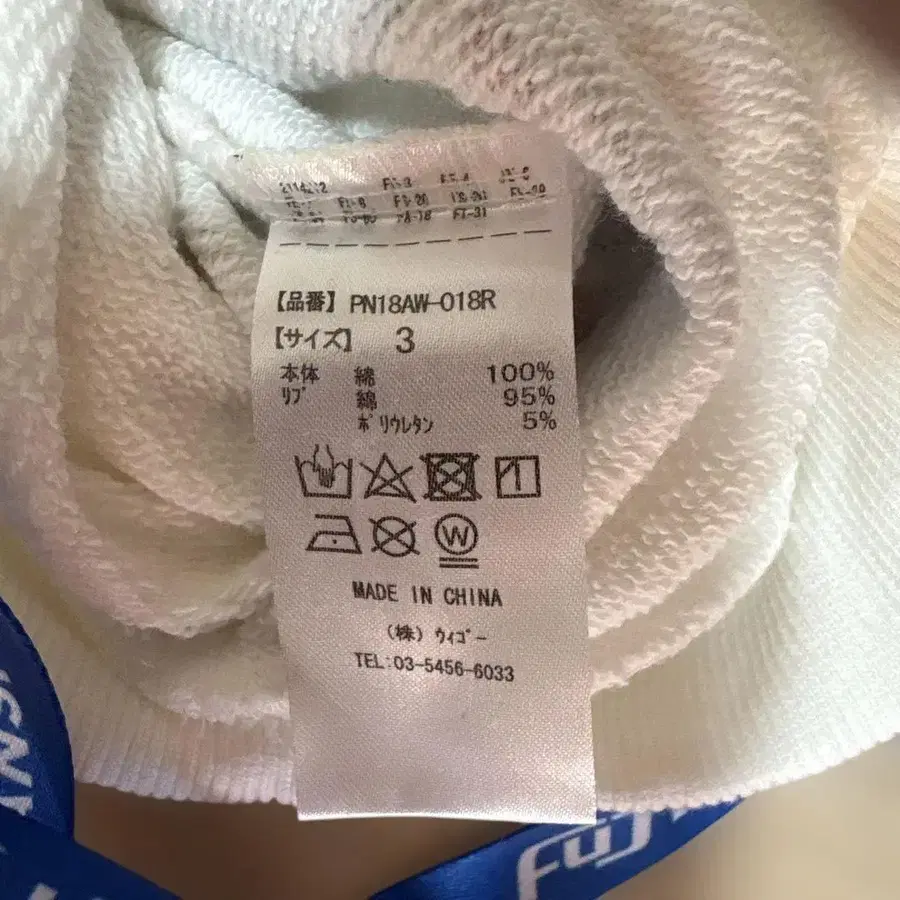 【品番】 PN18AW-018R
【サイズ】 3
本体 綿 100%
リブ 綿 95%
ポリウレタン 5%
W
MADE IN CHINA
(株) ウィゴー
TEL:03-5456-6033